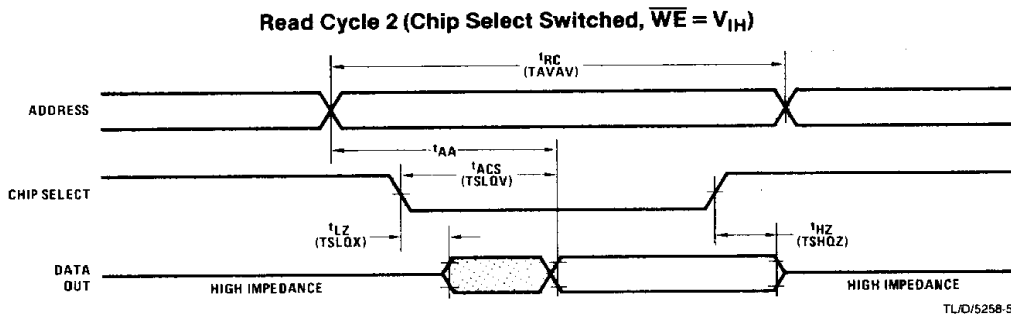 Read Cycle 2 (Chip Select Switched, WE = VIH)
tRC
(TAVAV)
ADDRESS
tAA
tACS
(TSLQV)
CHIP SELECT
tLZ
(TSLQX)
tHZ
(TSHQZ)
DATA
OUT
HIGH IMPEDANCE
HIGH IMPEDANCE
TL/D/5258-5